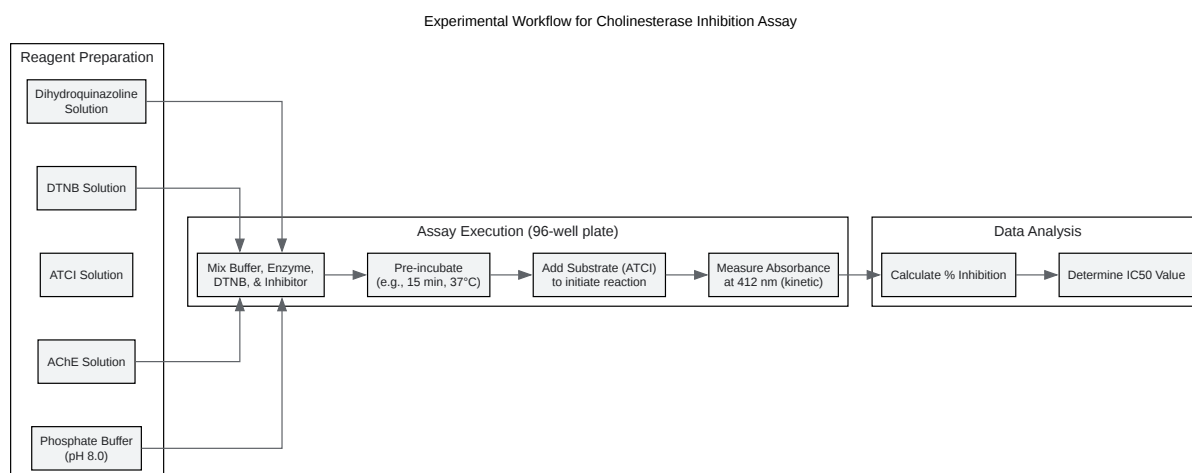 Experimental Workflow for Cholinesterase Inhibition Assay
Reagent Preparation
Dihydroquinazoline
Solution
DTNB Solution
ATCI Solution
AChE Solution
Phosphate Buffer
(pH 8.0)
Assay Execution (96-well plate)
Mix Buffer, Enzyme,
DTNB, & Inhibitor
Pre-incubate
(e.g., 15 min, 37°C)
Add Substrate (ATCI)
to initiate reaction
Measure Absorbance
at 412 nm (kinetic)
Data Analysis
Calculate % Inhibition
Determine IC50 Value